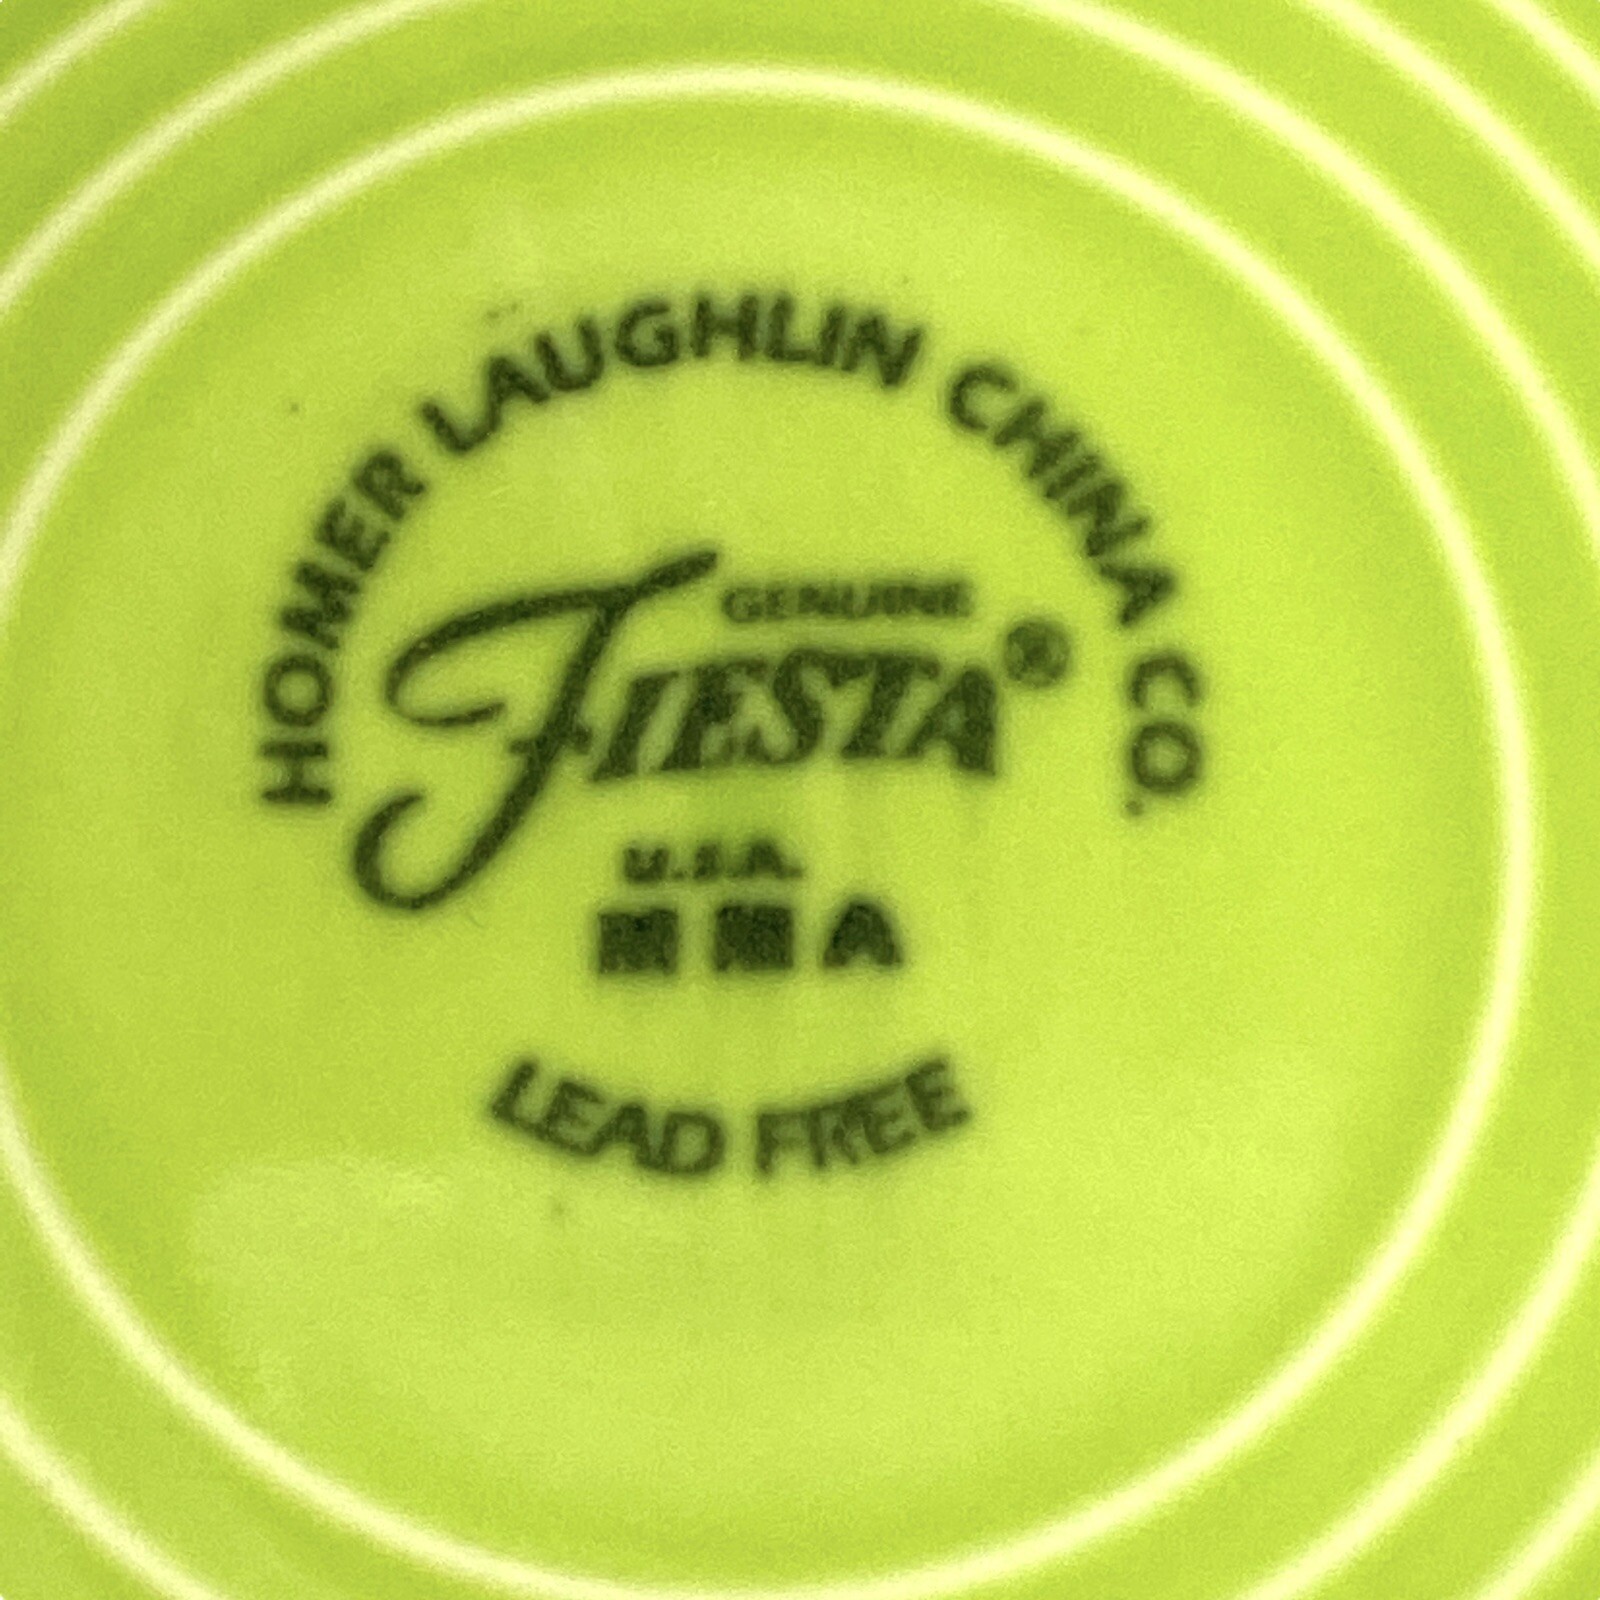 HOMER LAUGHLIN CHINA CO.
GENUINE
FIESTA®
U.S.A.
A
LEAD FREE